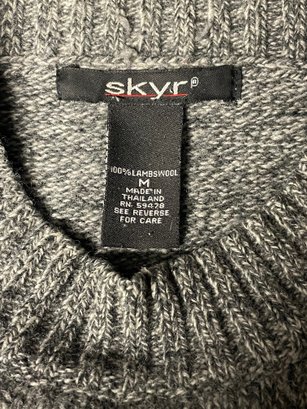 skyr®
100% LAMBSWOOL
M
MADE IN
THAILAND
RN. 59478
SEE REVERSE
FOR CARE